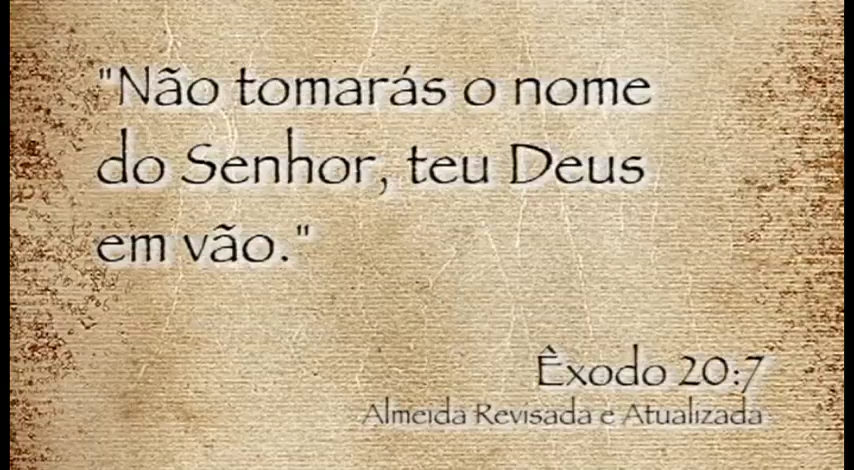 "Não tomarás o nome
do Senhor, teu Deus
em vão."
Êxodo 20:7
Almeida Revisada e Atualizada